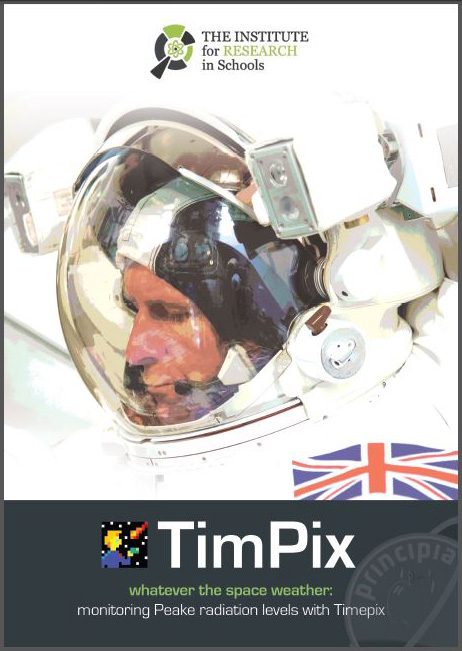 THE INSTITUTE
for RESEARCH
in Schools
TimPix
principia
whatever the space weather:
monitoring Peake radiation levels with Timepix